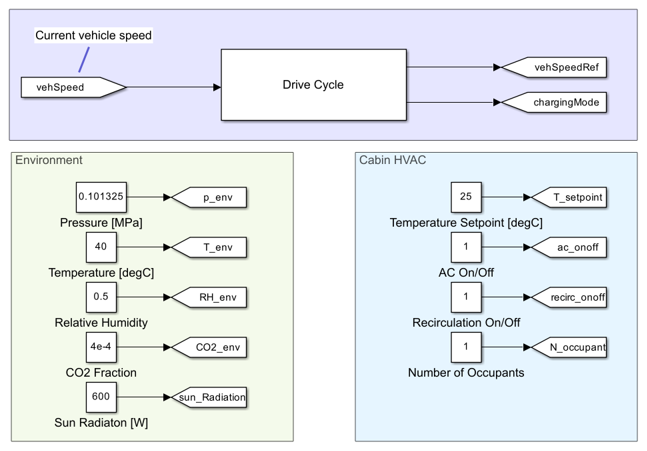 Current vehicle speed
vehSpeed
Drive Cycle
vehSpeedRef
chargingMode
Environment
0.101325
p_env
Pressure [MPa]
40
T_env
Temperature [degC]
0.5
RH_env
Relative Humidity
4e-4
CO2_env
CO2 Fraction
600
sun_Radiation
Sun Radiaton [W]
Cabin HVAC
25
T_setpoint
Temperature Setpoint [degC]
1
ac_onoff
AC On/Off
1
recirc_onoff
Recirculation On/Off
1
N_occupant
Number of Occupants